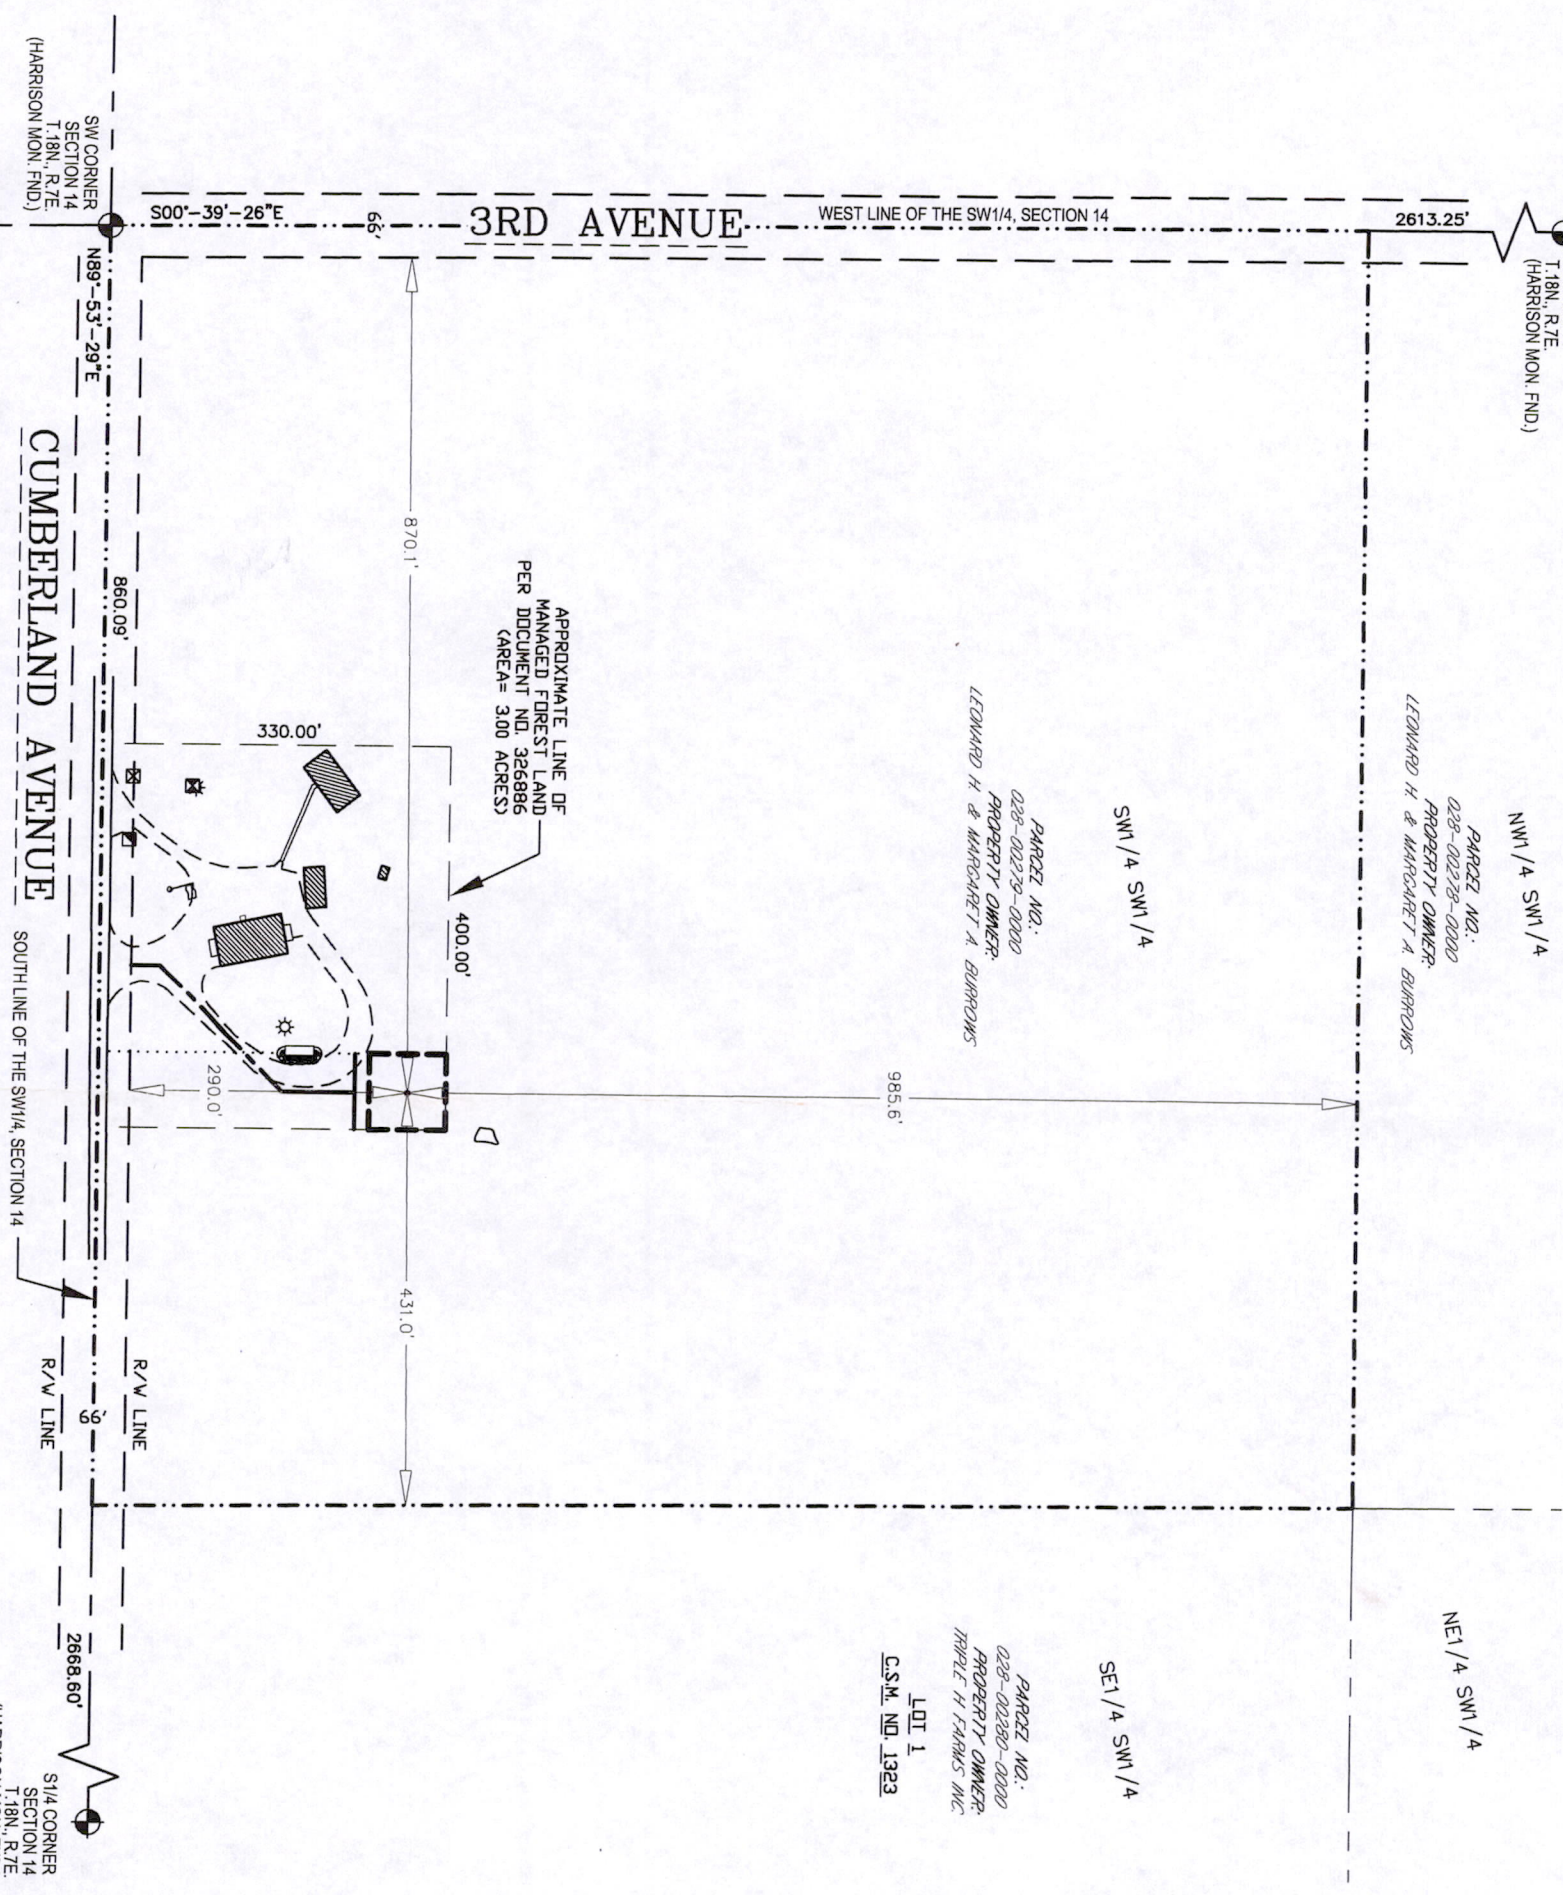 T.18N., R.7E.
(HARRISON MON. FND.)
2613.25'
WEST LINE OF THE SW1/4, SECTION 14
3RD AVENUE
66'
S00°-39'-26"E
SW CORNER
SECTION 14
T.18N., R.7E.
(HARRISON MON. FND.)
N89°-53'-29"E
860.09'
CUMBERLAND AVENUE
SOUTH LINE OF THE SW1/4, SECTION 14
R/W LINE
R/W LINE
66'
2668.60'
S1/4 CORNER
SECTION 14
T.18N., R.7E.
NW1/4 SW1/4
PARCEL NO.:
028-00278-0000
PROPERTY OWNER:
LEONARD H. & MARGARET A. BURROWS
SW1/4 SW1/4
PARCEL NO.:
028-00279-0000
PROPERTY OWNER:
LEONARD H. & MARGARET A. BURROWS
NE1/4 SW1/4
SE1/4 SW1/4
PARCEL NO.:
028-00280-0000
PROPERTY OWNER:
TRIPLE H FARMS INC.
LOT 1
C.S.M. NO. 1323
APPROXIMATE LINE OF
MANAGED FOREST LAND
PER DOCUMENT NO. 326886
(AREA= 3.00 ACRES)
870.1'
330.00'
400.00'
290.0'
985.6'
431.0'